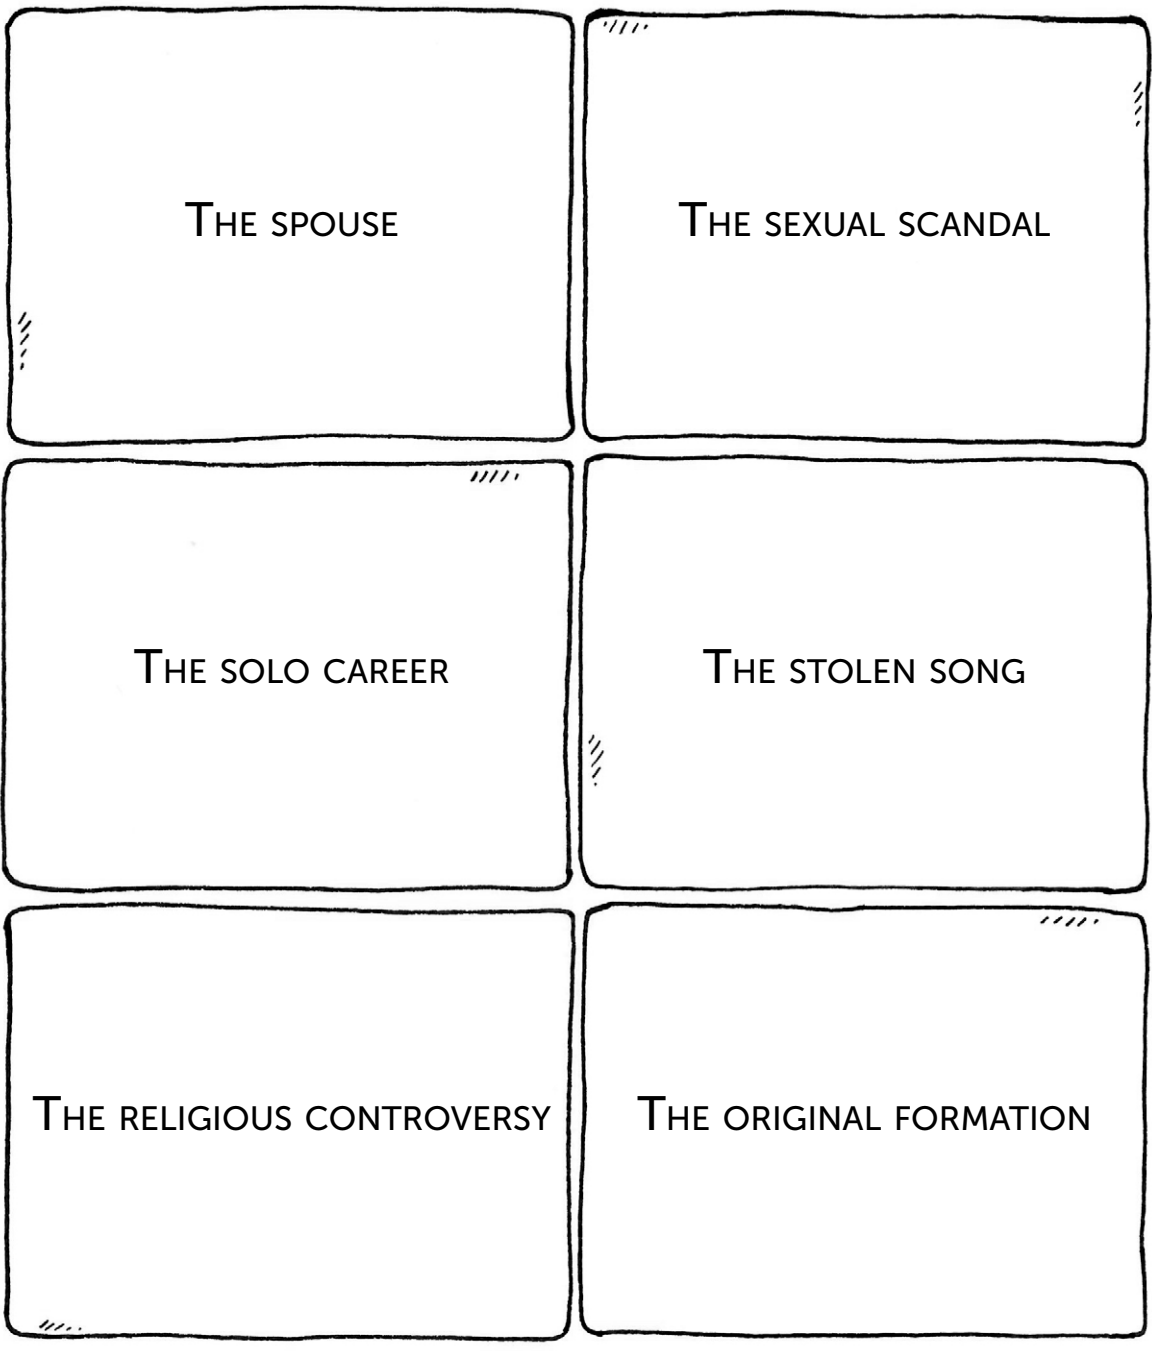 The spouse
The sexual scandal
The solo career
The stolen song
The religious controversy
The original formation